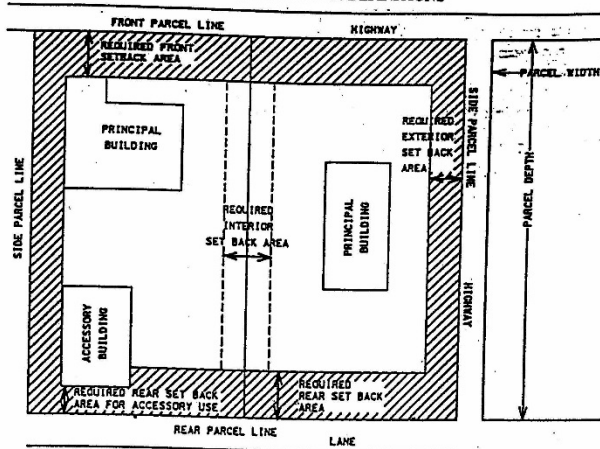 FRONT PARCEL LINE
HIGHWAY
REQUIRED FRONT
SETBACK AREA
PARCEL WIDTH
PRINCIPAL
BUILDING
REQUIRED
EXTERIOR
SET BACK
AREA
SIDE PARCEL LINE
SIDE PARCEL LINE
PARCEL DEPTH
REQUIRED
INTERIOR
SET BACK AREA
PRINCIPAL
BUILDING
HIGHWAY
ACCESSORY
BUILDING
REQUIRED REAR SET BACK
AREA FOR ACCESSORY USE
REQUIRED
REAR SET BACK
AREA
REAR PARCEL LINE
LANE